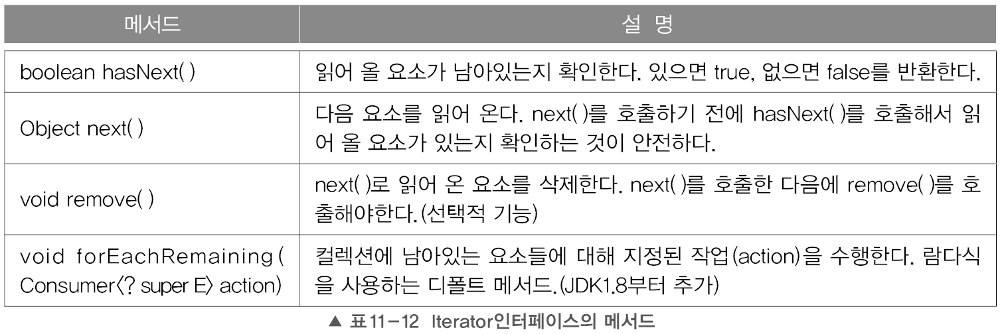 메서드 설 명
boolean hasNext( ) 읽어 올 요소가 남아있는지 확인한다. 있으면 true, 없으면 false를 반환한다.
Object next( ) 다음 요소를 읽어 온다. next( )를 호출하기 전에 hasNext( )를 호출해서 읽
어 올 요소가 있는지 확인하는 것이 안전하다.
void remove( ) next( )로 읽어 온 요소를 삭제한다. next( )를 호출한 다음에 remove( )를 호
출해야한다.(선택적 기능)
void forEachRemaining( 컬렉션에 남아있는 요소들에 대해 지정된 작업(action)을 수행한다. 람다식
Consumer〈? super E〉 action) 을 사용하는 디폴트 메서드.(JDK1.8부터 추가)
▲ 표11-12 Iterator인터페이스의 메서드